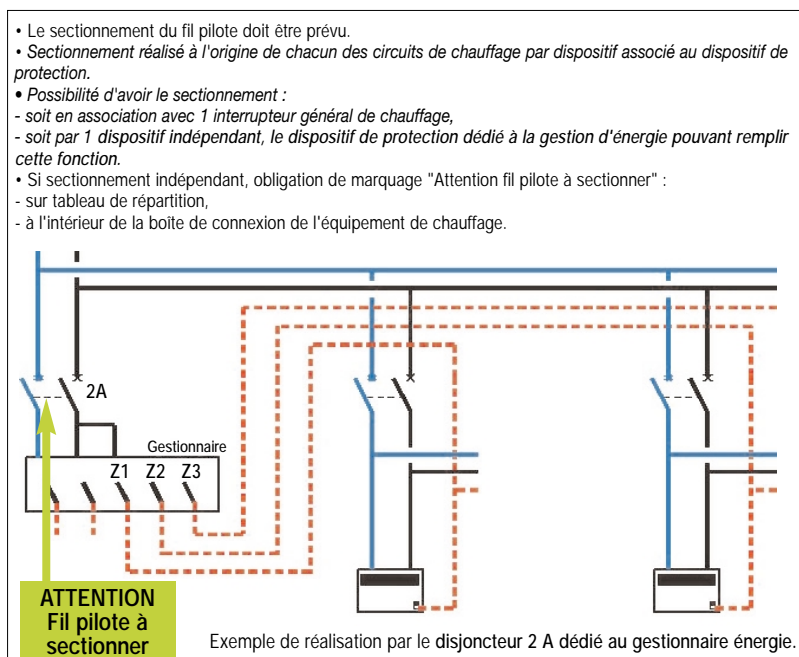 • Le sectionnement du fil pilote doit être prévu.
• Sectionnement réalisé à l'origine de chacun des circuits de chauffage par dispositif associé au dispositif de
protection.
• Possibilité d'avoir le sectionnement :
- soit en association avec 1 interrupteur général de chauffage,
- soit par 1 dispositif indépendant, le dispositif de protection dédié à la gestion d'énergie pouvant remplir
cette fonction.
• Si sectionnement indépendant, obligation de marquage "Attention fil pilote à sectionner" :
- sur tableau de répartition,
- à l'intérieur de la boîte de connexion de l'équipement de chauffage.
2A
Gestionnaire
Z1 Z2 Z3
ATTENTION
Fil pilote à
sectionner
Exemple de réalisation par le disjoncteur 2 A dédié au gestionnaire énergie.